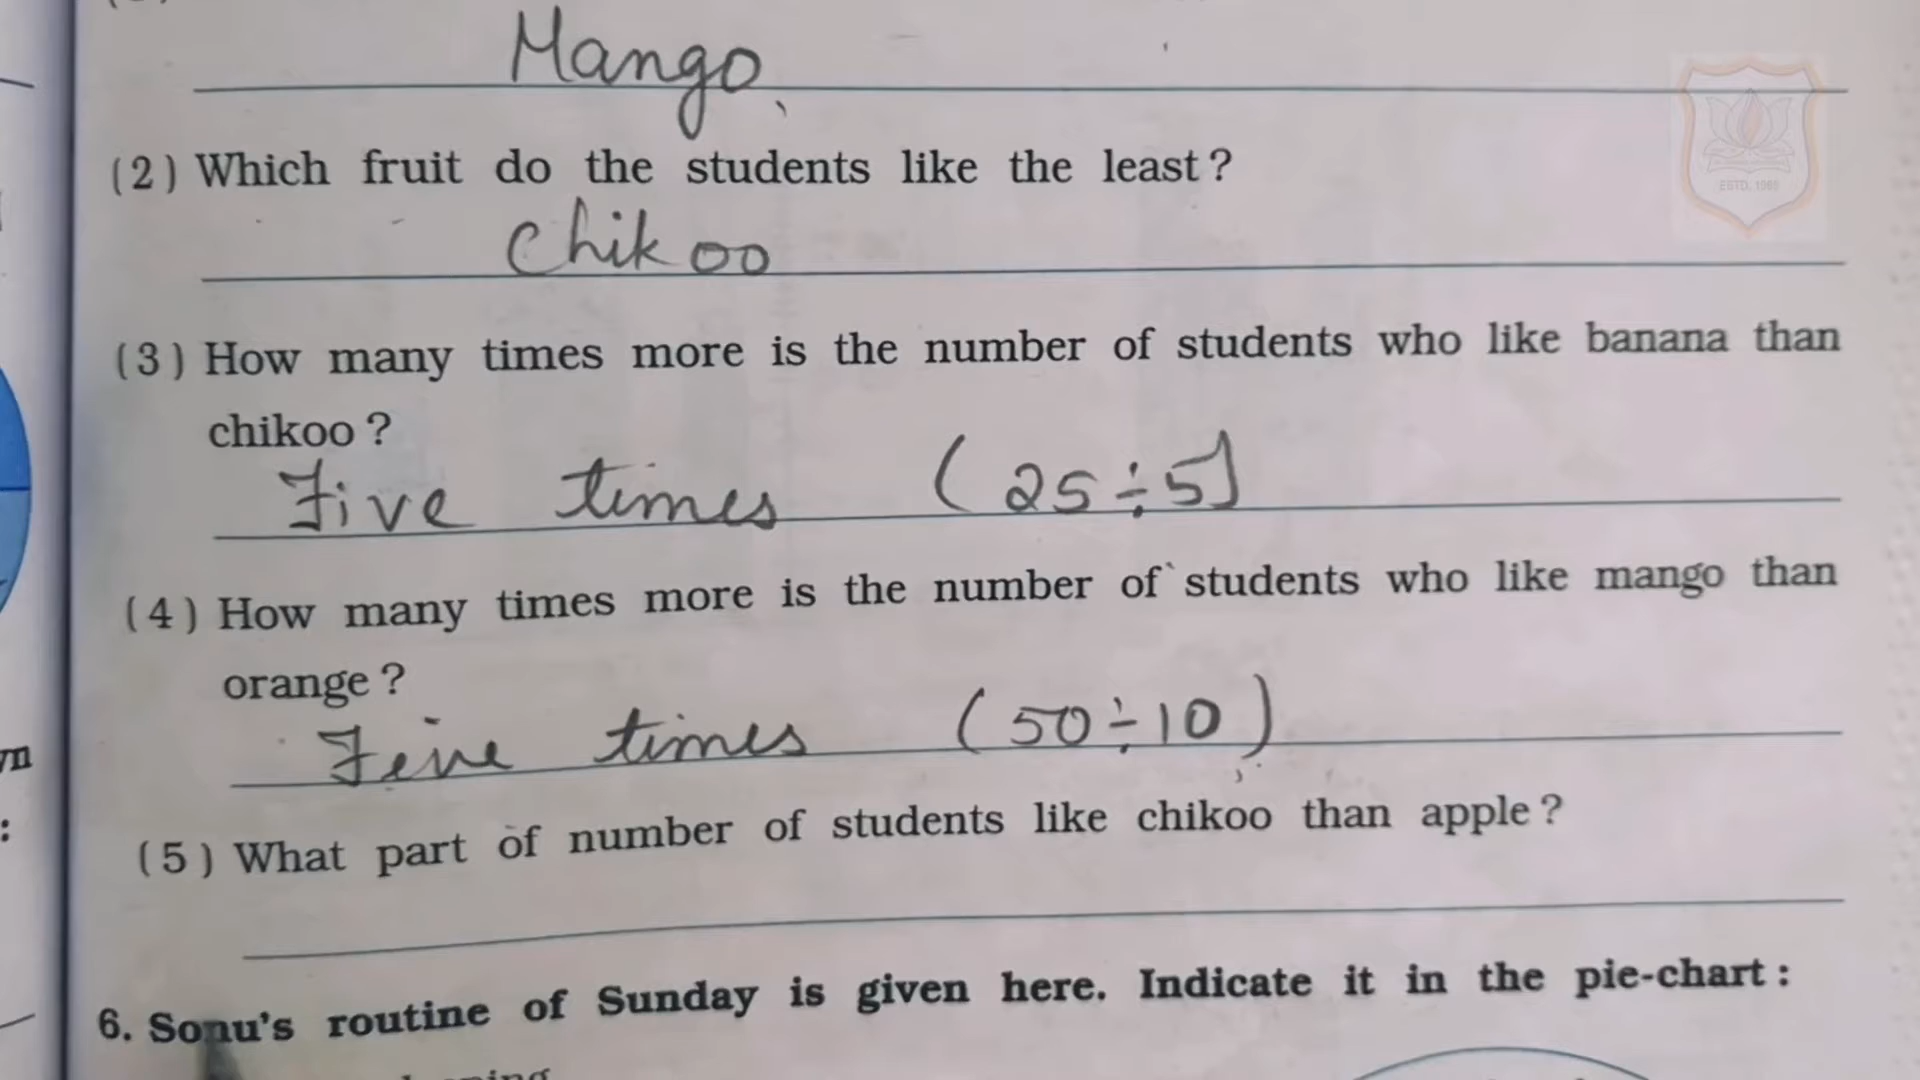 Mango
(2) Which fruit do the students like the least?
Chikoo
(3) How many times more is the number of students who like banana than
chikoo?
Five times (25÷5)
(4) How many times more is the number of students who like mango than
orange?
Five times (50÷10)
(5) What part of number of students like chikoo than apple?
6. Sonu's routine of Sunday is given here. Indicate it in the pie-chart: